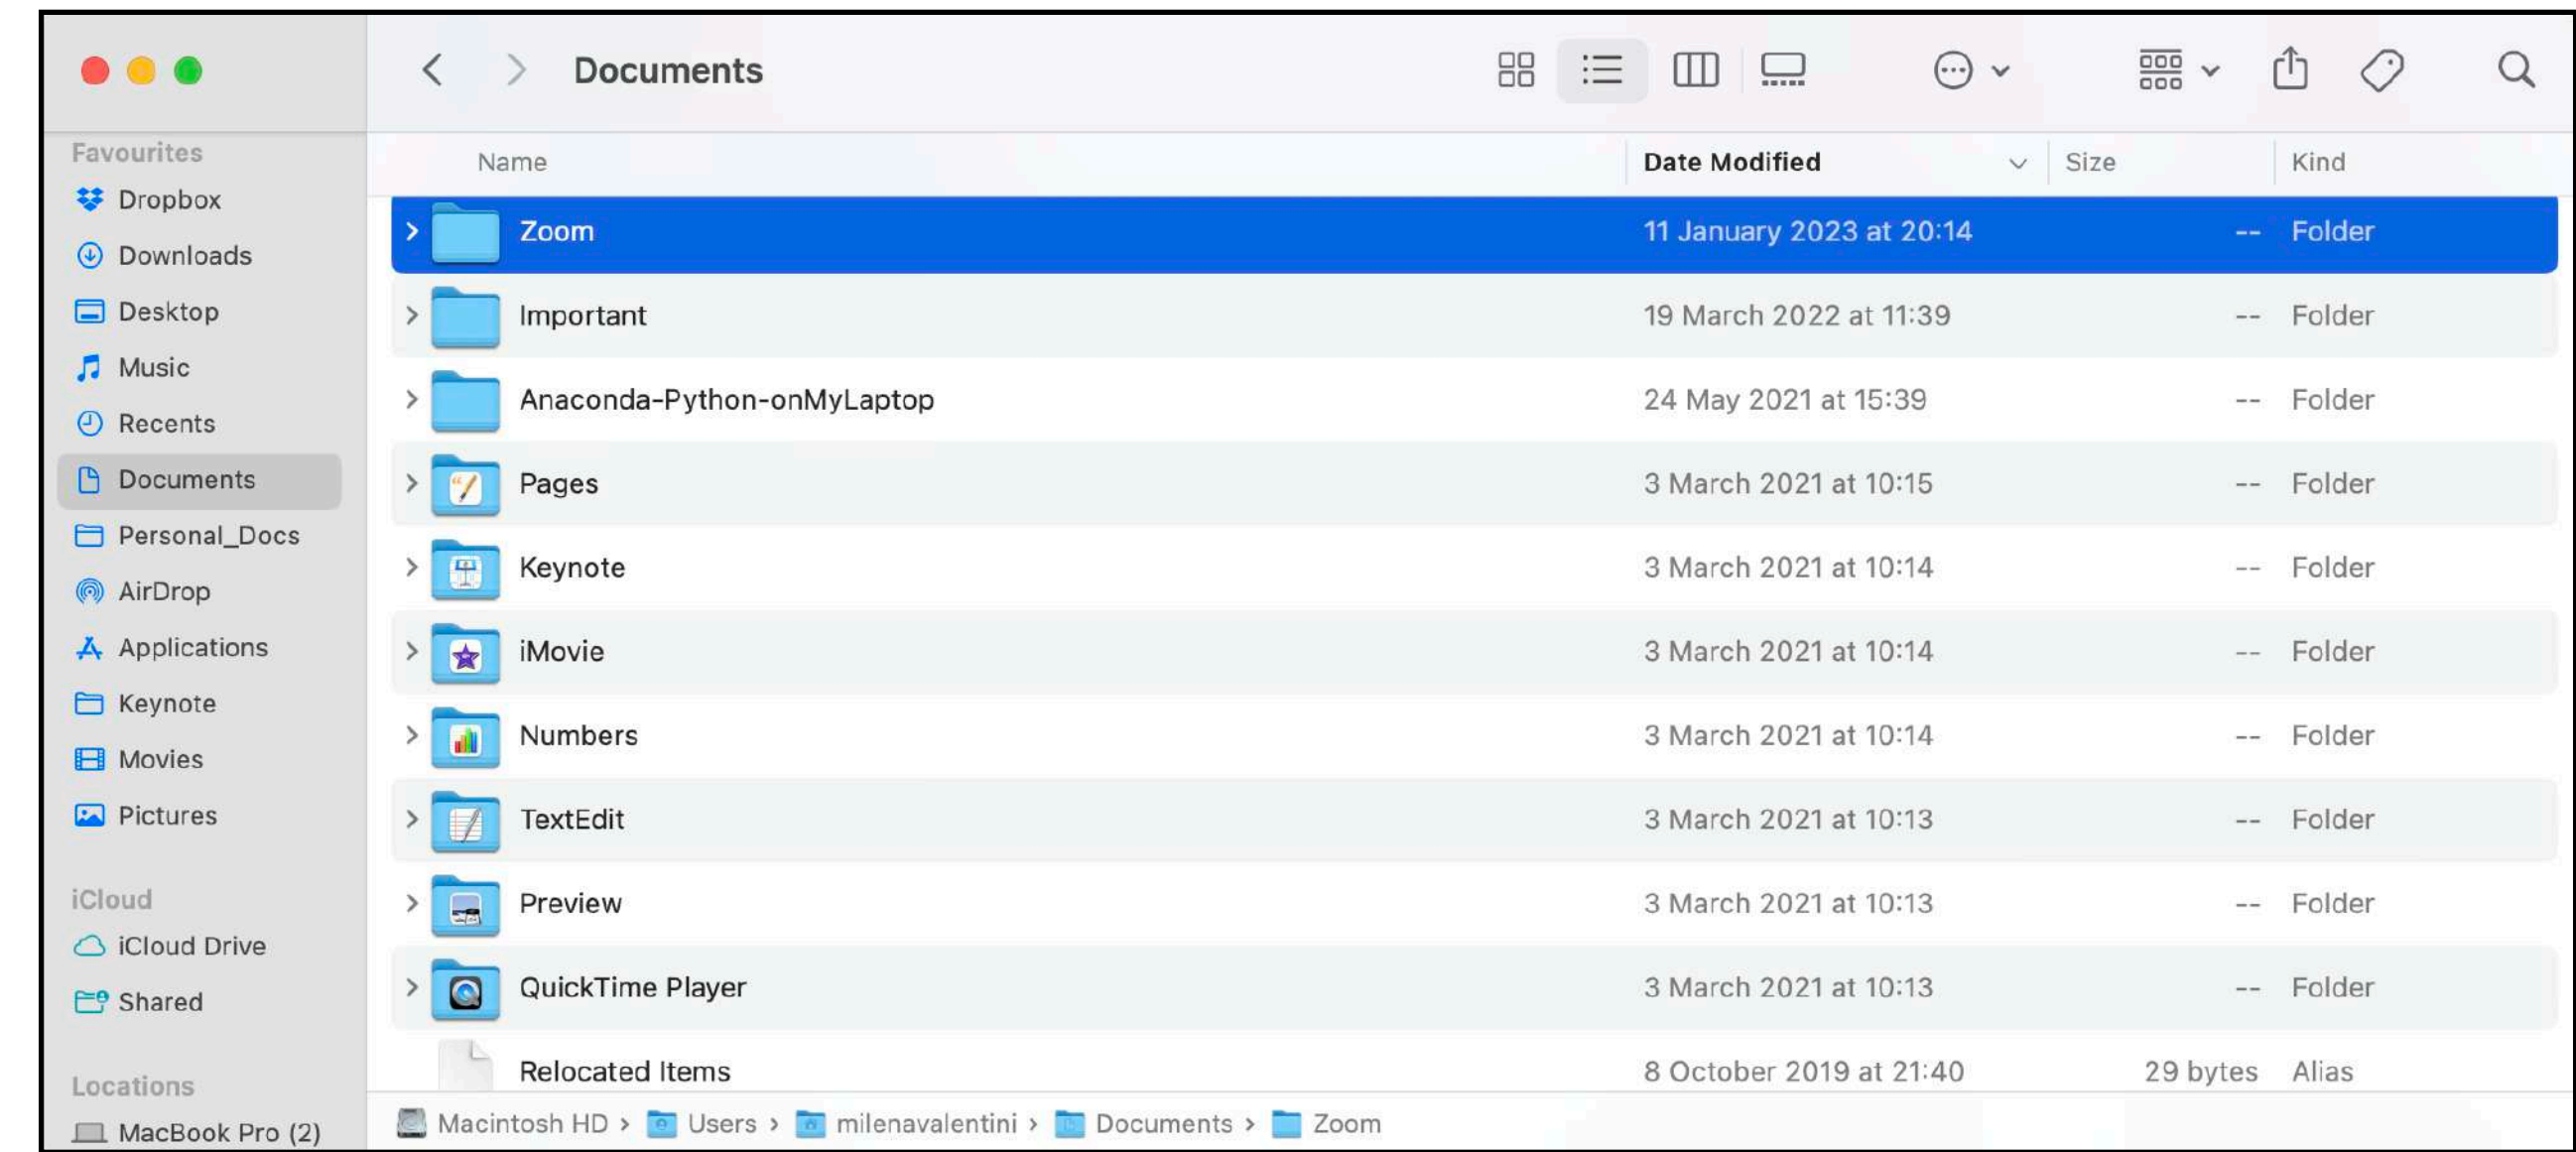 Documents
Favourites
Dropbox
Downloads
Desktop
Music
Recents
Documents
Personal_Docs
AirDrop
Applications
Keynote
Movies
Pictures
iCloud
iCloud Drive
Shared
Locations
MacBook Pro (2)
Name Date Modified Size Kind
Zoom 11 January 2023 at 20:14 -- Folder
Important 19 March 2022 at 11:39 -- Folder
Anaconda-Python-onMyLaptop 24 May 2021 at 15:39 -- Folder
Pages 3 March 2021 at 10:15 -- Folder
Keynote 3 March 2021 at 10:14 -- Folder
iMovie 3 March 2021 at 10:14 -- Folder
Numbers 3 March 2021 at 10:14 -- Folder
TextEdit 3 March 2021 at 10:13 -- Folder
Preview 3 March 2021 at 10:13 -- Folder
QuickTime Player 3 March 2021 at 10:13 -- Folder
Relocated Items 8 October 2019 at 21:40 29 bytes Alias
Macintosh HD › Users › milenavalentini › Documents › Zoom